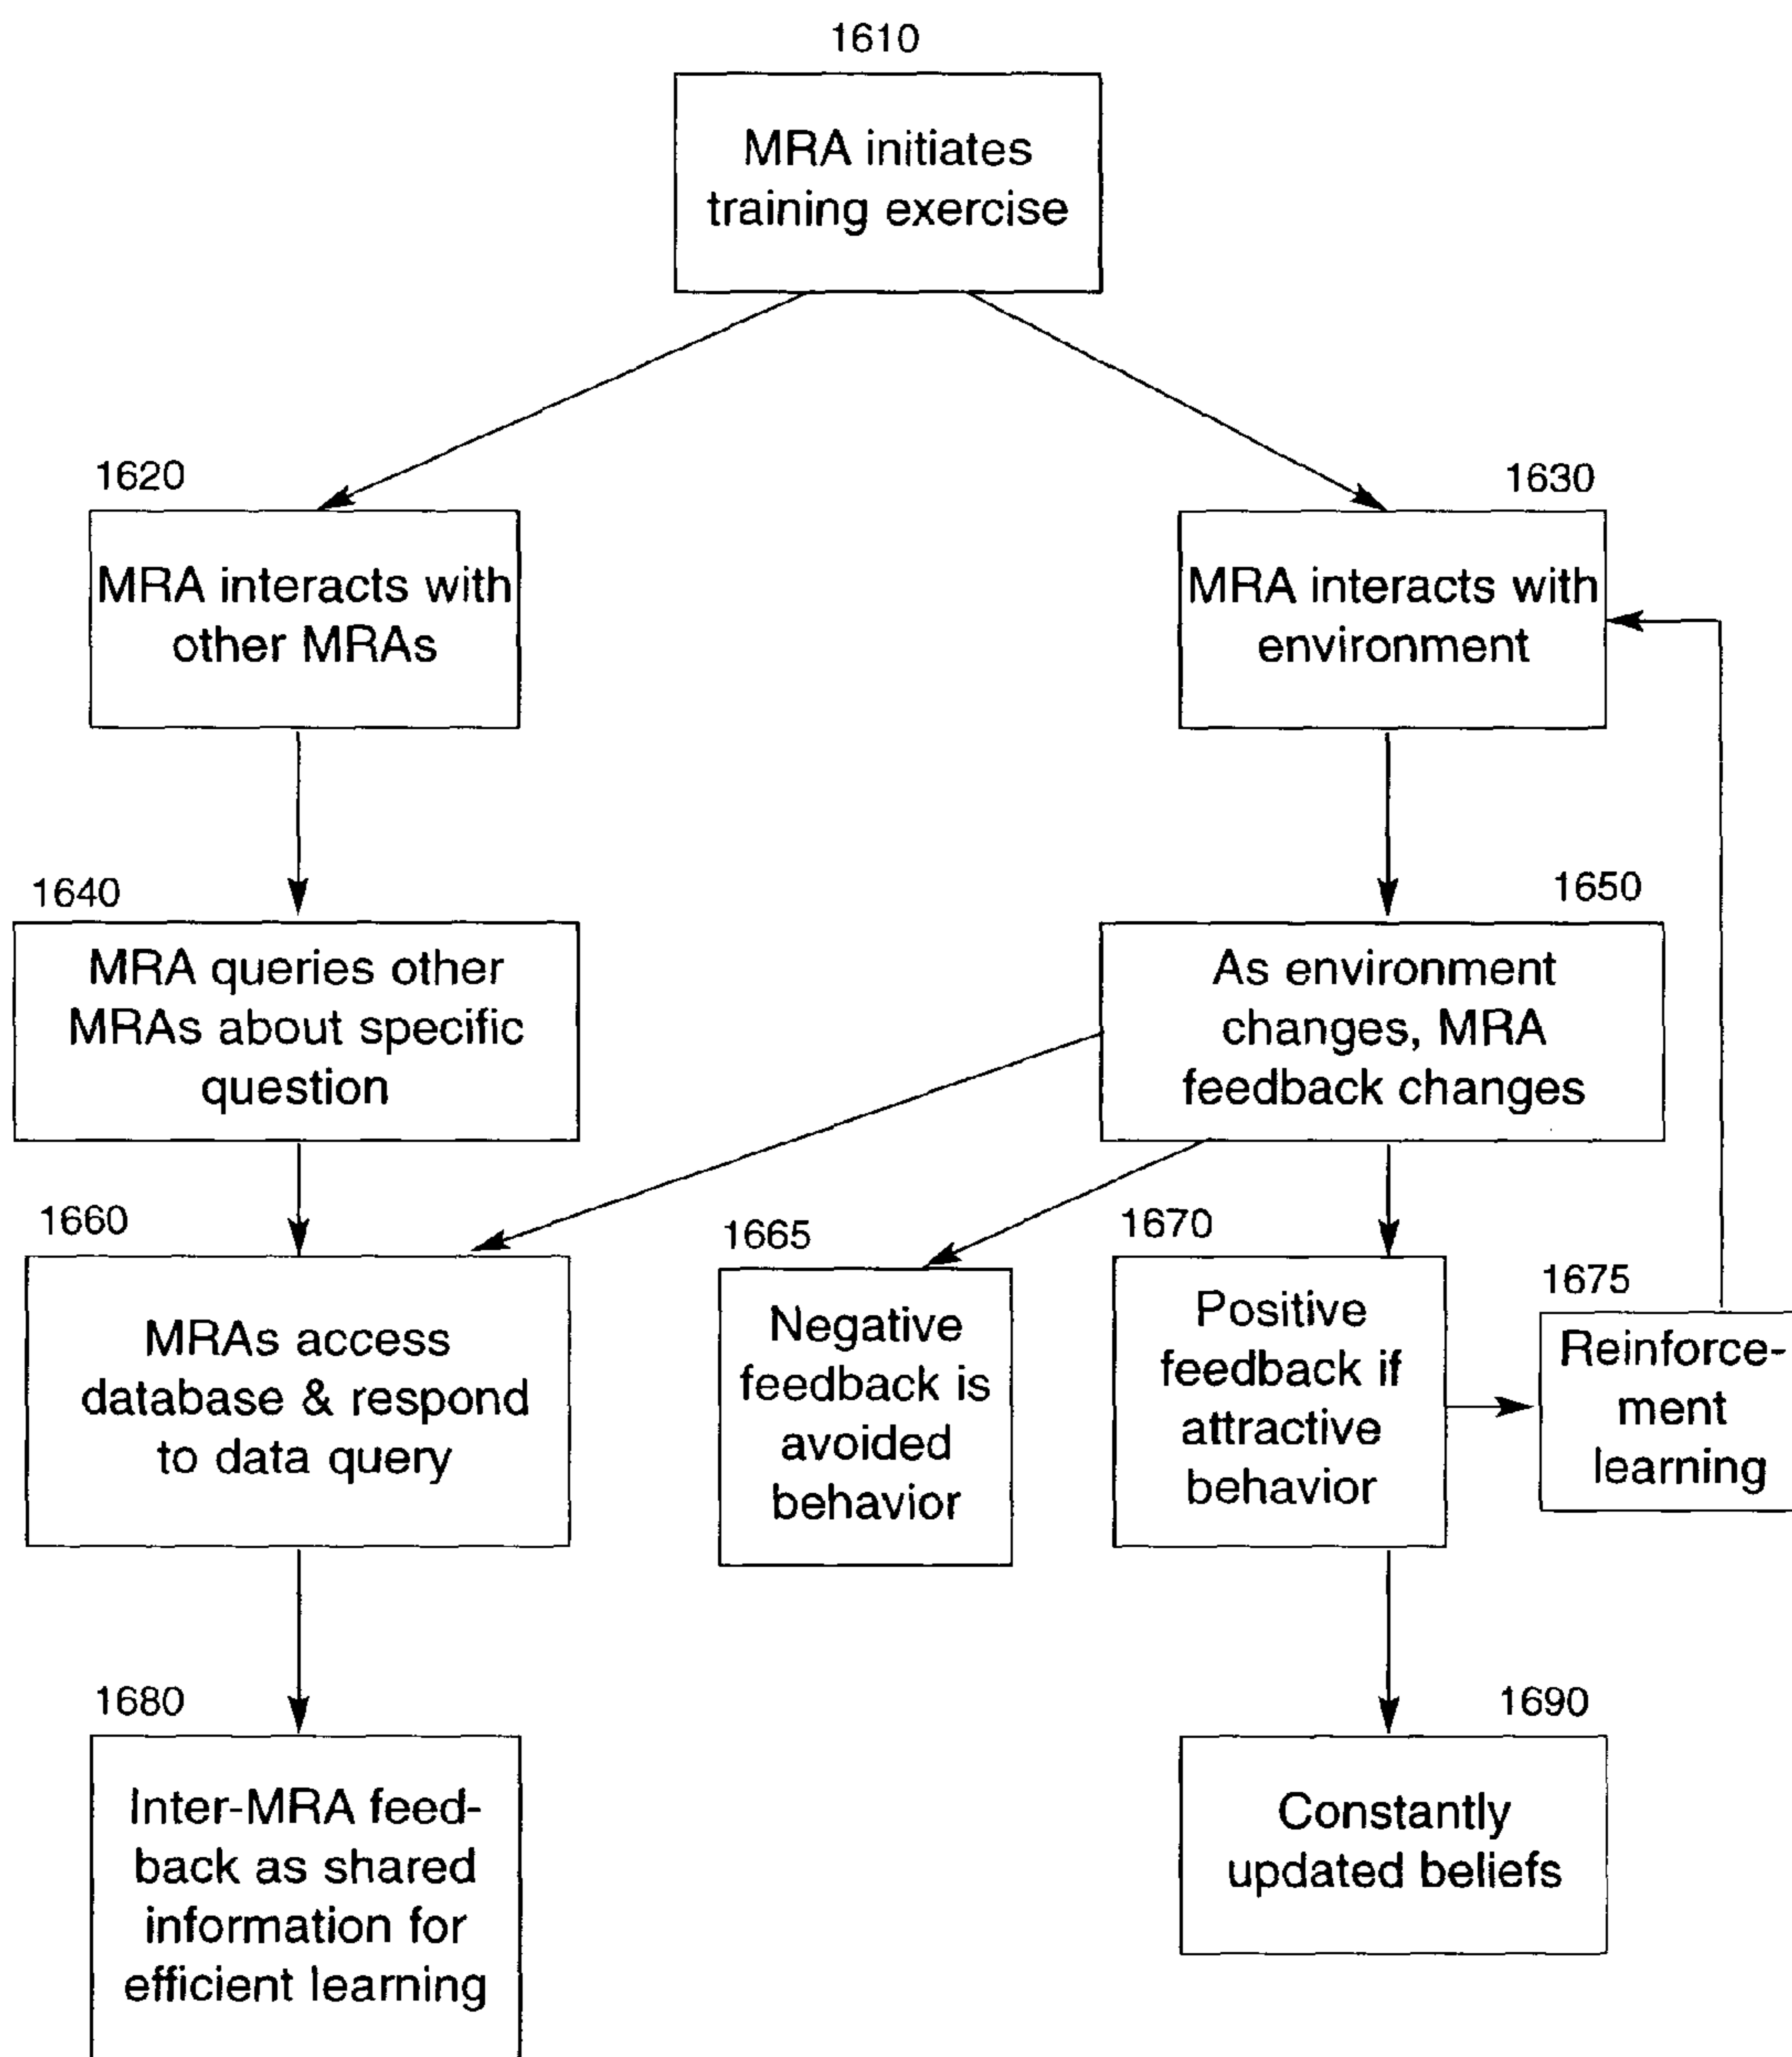 1610
MRA initiates
training exercise
1620
MRA interacts with
other MRAs
1630
MRA interacts with
environment
1640
MRA queries other
MRAs about specific
question
1650
As environment
changes, MRA
feedback changes
1660
MRAs access
database & respond
to data query
1665
Negative
feedback is
avoided
behavior
1670
Positive
feedback if
attractive
behavior
1675
Reinforce-
ment
learning
1680
Inter-MRA feed-
back as shared
information for
efficient learning
1690
Constantly
updated beliefs